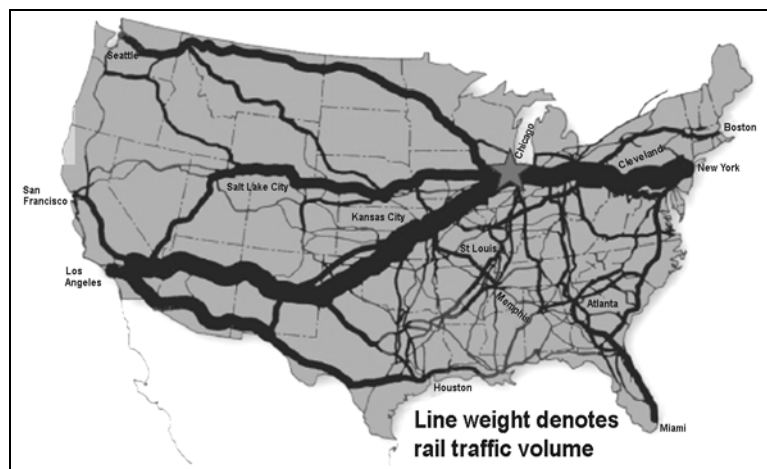 Seattle
Chicago
Boston
Cleveland
New York
Salt Lake City
San
Francisco
Kansas City
St Louis
Los
Angeles
Memphis
Atlanta
Houston
Line weight denotes
rail traffic volume
Miami